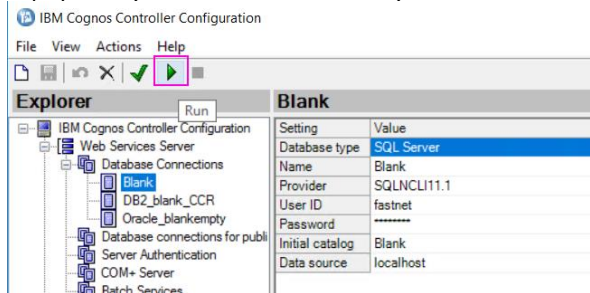 IBM Cognos Controller Configuration
File View Actions Help
Explorer
Run
Blank
IBM Cognos Controller Configuration
Web Services Server
Database Connections
Blank
DB2_blank_CCR
Oracle_blankempty
Database connections for publi
Server Authentication
COM+ Server
Batch Services
Setting Value
Database type SQL Server
Name Blank
Provider SQLNCLI11.1
User ID fastnet
Password ********
Initial catalog Blank
Data source localhost